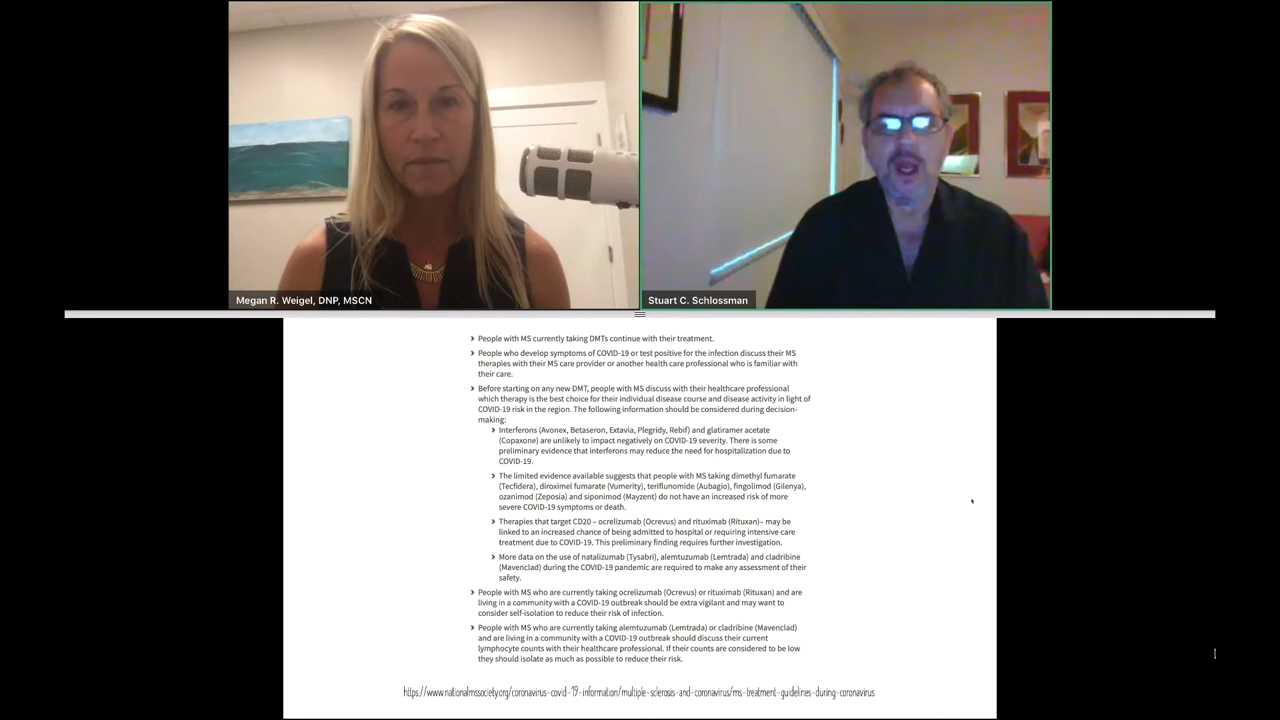 Megan R. Weigel, DNP, MSCN
Stuart C. Schlossman
› People with MS currently taking DMTs continue with their treatment.
› People who develop symptoms of COVID-19 or test positive for the infection discuss their MS
therapies with their MS care provider or another health care professional who is familiar with
their care.
› Before starting on any new DMT, people with MS discuss with their healthcare professional
which therapy is the best choice for their individual disease course and disease activity in light of
COVID-19 risk in the region. The following information should be considered during decision-
making:
› Interferons (Avonex, Betaseron, Extavia, Plegridy, Rebif) and glatiramer acetate
(Copaxone) are unlikely to impact negatively on COVID-19 severity. There is some
preliminary evidence that interferons may reduce the need for hospitalization due to
COVID-19.
› The limited evidence available suggests that people with MS taking dimethyl fumarate
(Tecfidera), diroximel fumarate (Vumerity), teriflunomide (Aubagio), fingolimod (Gilenya),
ozanimod (Zeposia) and siponimod (Mayzent) do not have an increased risk of more
severe COVID-19 symptoms or death.
› Therapies that target CD20 – ocrelizumab (Ocrevus) and rituximab (Rituxan)– may be
linked to an increased chance of being admitted to hospital or requiring intensive care
treatment due to COVID-19. This preliminary finding requires further investigation.
› More data on the use of natalizumab (Tysabri), alemtuzumab (Lemtrada) and cladribine
(Mavenclad) during the COVID-19 pandemic are required to make any assessment of their
safety.
› People with MS who are currently taking ocrelizumab (Ocrevus) or rituximab (Rituxan) and are
living in a community with a COVID-19 outbreak should be extra vigilant and may want to
consider self-isolation to reduce their risk of infection.
› People with MS who are currently taking alemtuzumab (Lemtrada) or cladribine (Mavenclad)
and are living in a community with a COVID-19 outbreak should discuss their current
lymphocyte counts with their healthcare professional. If their counts are considered to be low
they should isolate as much as possible to reduce their risk.
https://www.nationalmssociety.org/coronavirus-covid-19-information/multiple-sclerosis-and-coronavirus/ms-treatment-guidelines-during-coronavirus